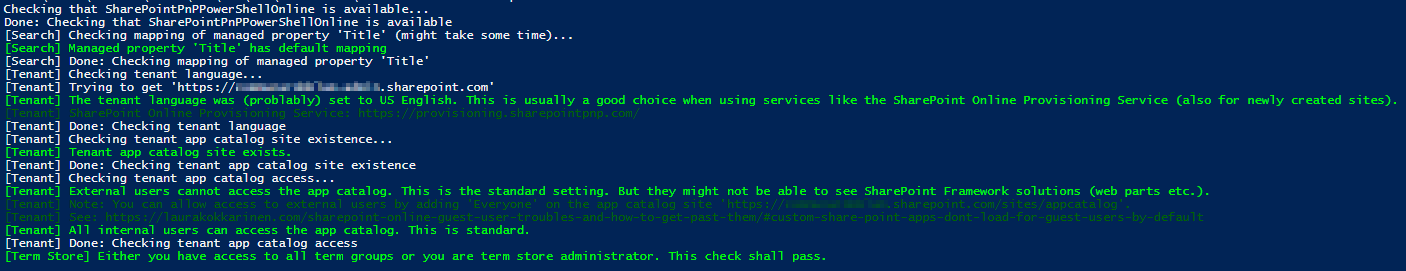 Checking that SharePointPnPPowerShellOnline is available...
Done: Checking that SharePointPnPPowerShellOnline is available
[Search] Checking mapping of managed property 'Title' (might take some time)...
[Search] Managed property 'Title' has default mapping
[Search] Done: Checking mapping of managed property 'Title'
[Tenant] Checking tenant language...
[Tenant] Trying to get 'https://.sharepoint.com'
[Tenant] The tenant language was (problably) set to US English. This is usually a good choice when using services like the SharePoint Online Provisioning Service (also for newly created sites).
[Tenant] SharePoint Online Provisioning Service: https://provisioning.sharepointpnp.com/
[Tenant] Done: Checking tenant language
[Tenant] Checking tenant app catalog site existence...
[Tenant] Tenant app catalog site exists.
[Tenant] Done: Checking tenant app catalog site existence
[Tenant] Checking tenant app catalog access...
[Tenant] External users cannot access the app catalog. This is the standard setting. But they might not be able to see SharePoint Framework solutions (web parts etc.).
[Tenant] Note: You can allow access to external users by adding 'Everyone' on the app catalog site 'https://.sharepoint.com/sites/appcatalog'.
[Tenant] See: https://laurakokkarinen.com/sharepoint-online-guest-user-troubles-and-how-to-get-past-them/#custom-share-point-apps-dont-load-for-guest-users-by-default
[Tenant] All internal users can access the app catalog. This is standard.
[Tenant] Done: Checking tenant app catalog access
[Term Store] Either you have access to all term groups or you are term store administrator. This check shall pass.